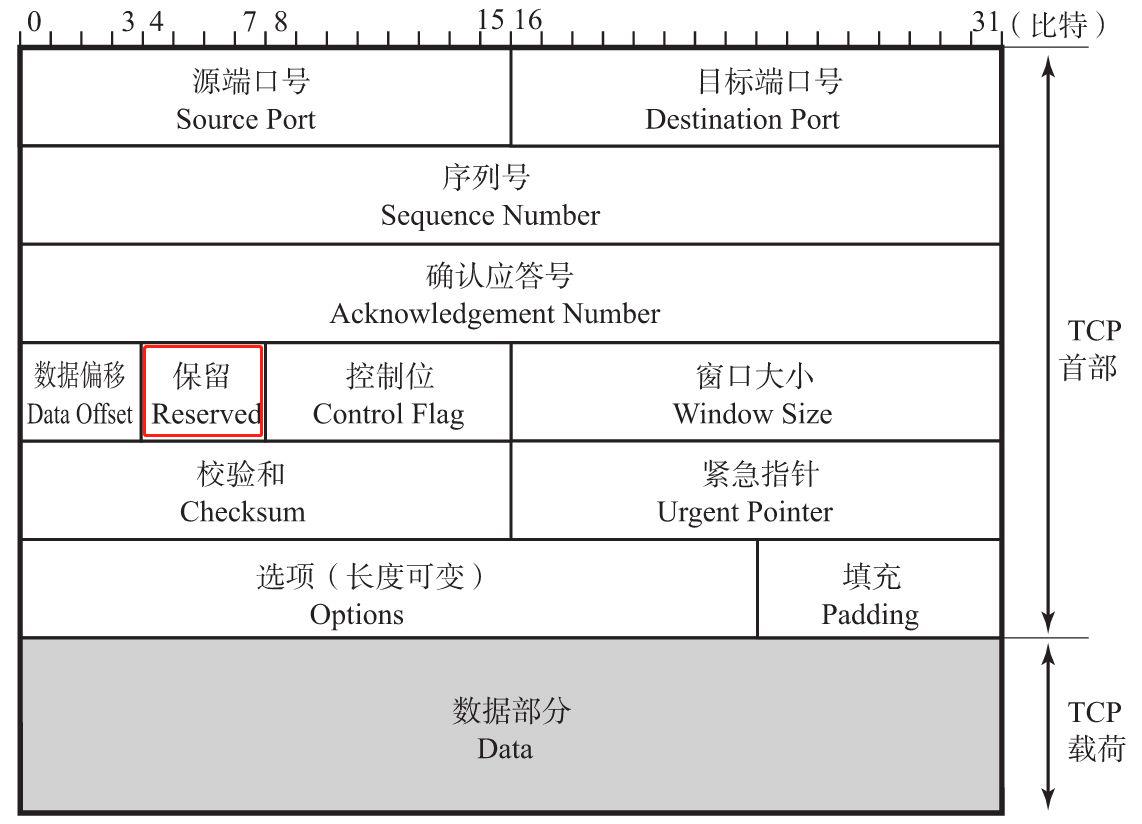 0 3 4 7 8 15 16 31 (比特)
源端口号
Source Port
目标端口号
Destination Port
序列号
Sequence Number
确认应答号
Acknowledgement Number
数据偏移
Data Offset
保留
Reserved
控制位
Control Flag
窗口大小
Window Size
校验和
Checksum
紧急指针
Urgent Pointer
选项（长度可变）
Options
填充
Padding
TCP
首部
数据部分
Data
TCP
载荷